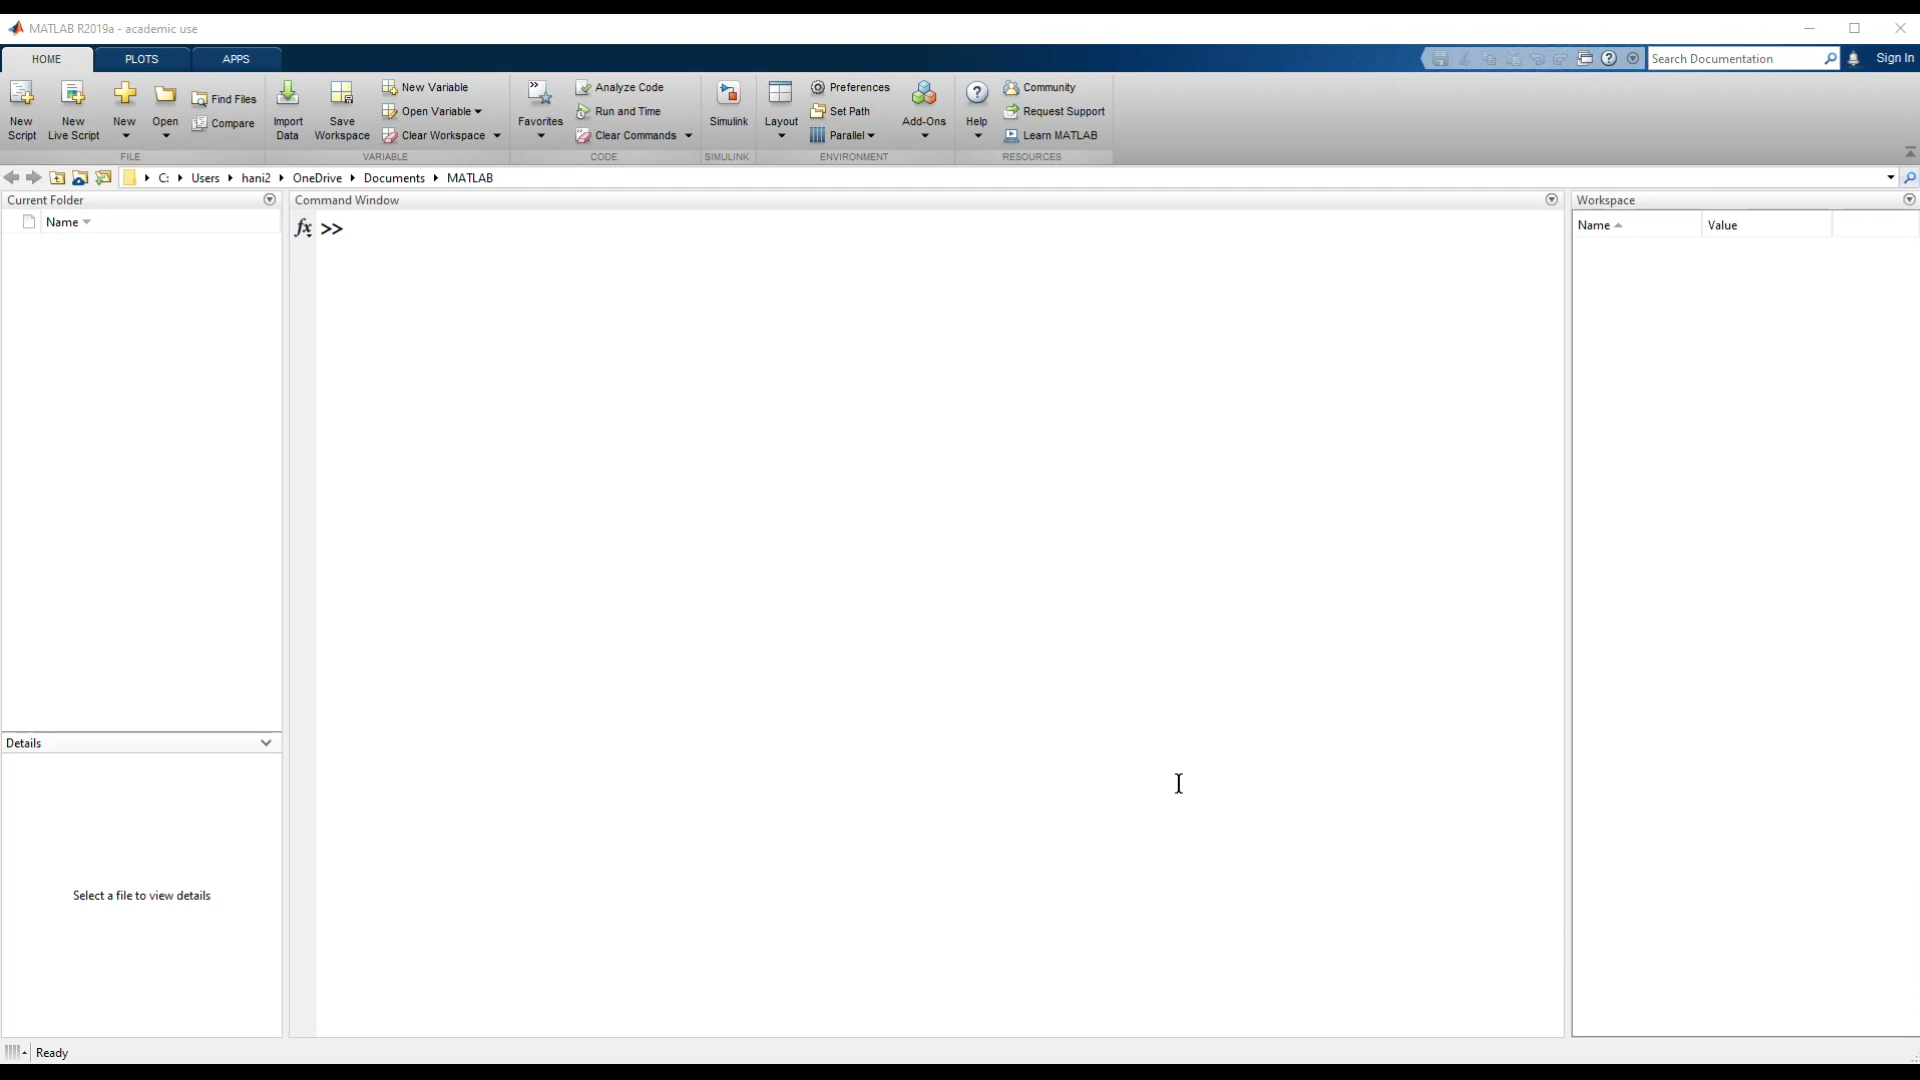 MATLAB R2019a - academic use
HOME PLOTS APPS
Search Documentation
Sign In
New Script
New Live Script
New
Open
Find Files
Compare
FILE
Import Data
Save Workspace
New Variable
Open Variable
Clear Workspace
VARIABLE
Favorites
Analyze Code
Run and Time
Clear Commands
CODE
Simulink
SIMULINK
Layout
Preferences
Set Path
Parallel
Add-Ons
ENVIRONMENT
Help
Community
Request Support
Learn MATLAB
RESOURCES
C: Users hani2 OneDrive Documents MATLAB
Current Folder
Name
Command Window
fx >>
Workspace
Name Value
Details
Select a file to view details
Ready